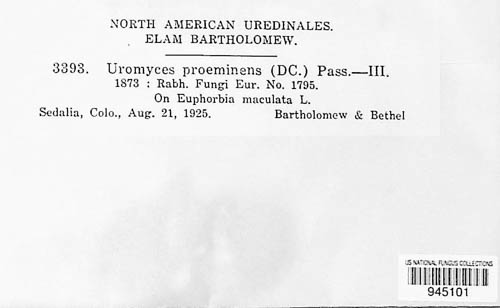 NORTH AMERICAN UREDINALES.
ELAM BARTHOLOMEW.
3393. Uromyces proeminens (DC.) Pass.—III.
1873 : Rabh. Fungi Eur. No. 1795.
On Euphorbia maculata L.
Sedalia, Colo., Aug. 21, 1925. Bartholomew & Bethel
US NATIONAL FUNGUS COLLECTIONS
945101